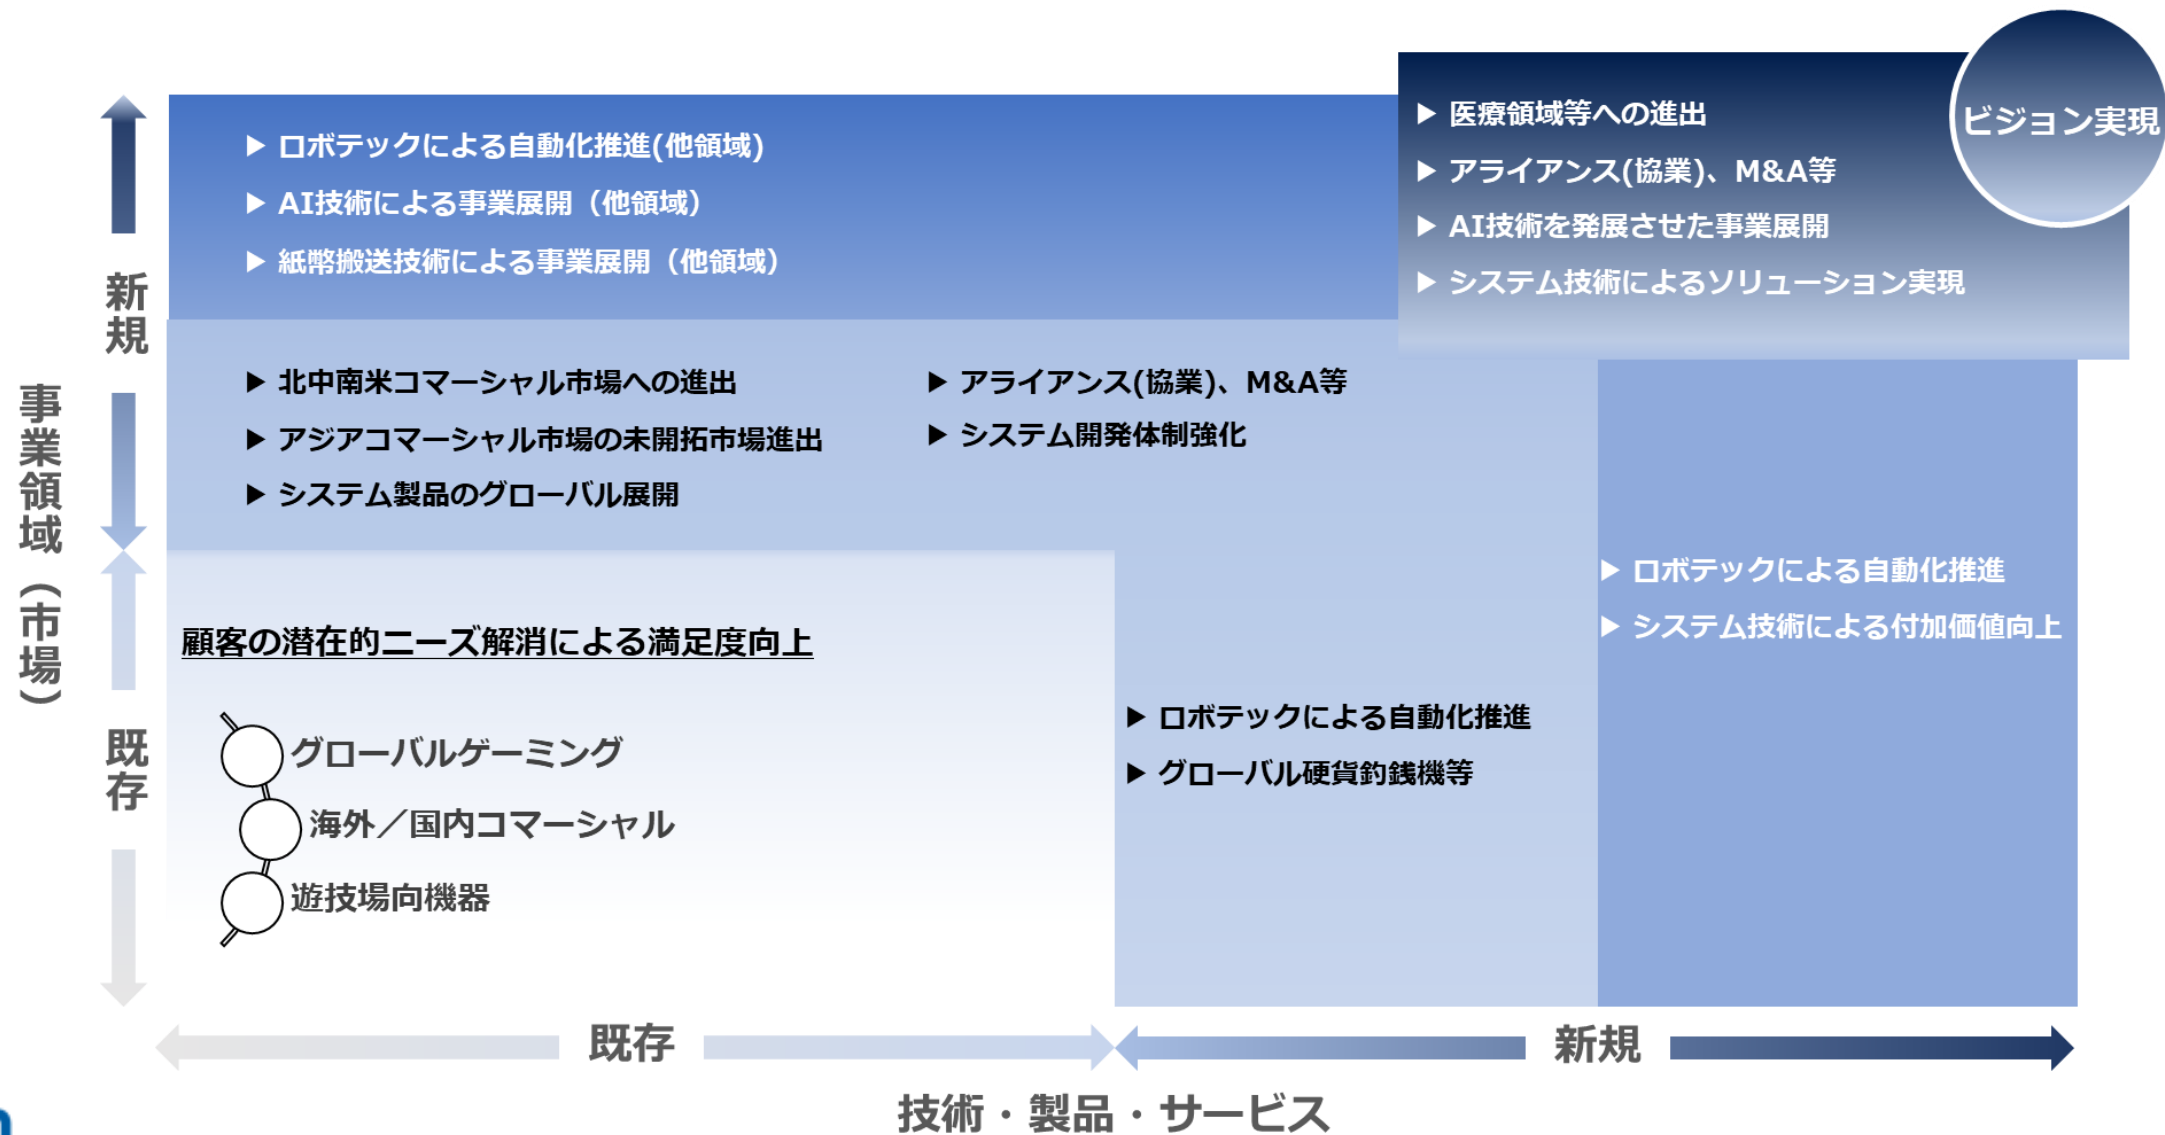 ビジョン実現
▶ 医療領域等への進出
▶ アライアンス(協業)、M&A等
▶ AI技術を発展させた事業展開
▶ システム技術によるソリューション実現
▶ ロボテックによる自動化推進(他領域)
▶ AI技術による事業展開（他領域）
▶ 紙幣搬送技術による事業展開（他領域）
新規
事業領域（市場）
既存
▶ 北中南米コマーシャル市場への進出
▶ アジアコマーシャル市場の未開拓市場進出
▶ システム製品のグローバル展開
▶ アライアンス(協業)、M&A等
▶ システム開発体制強化
▶ ロボテックによる自動化推進
▶ システム技術による付加価値向上
顧客の潜在的ニーズ解消による満足度向上
グローバルゲーミング
海外／国内コマーシャル
遊技場向機器
▶ ロボテックによる自動化推進
▶ グローバル硬貨釣銭機等
既存
新規
技術・製品・サービス